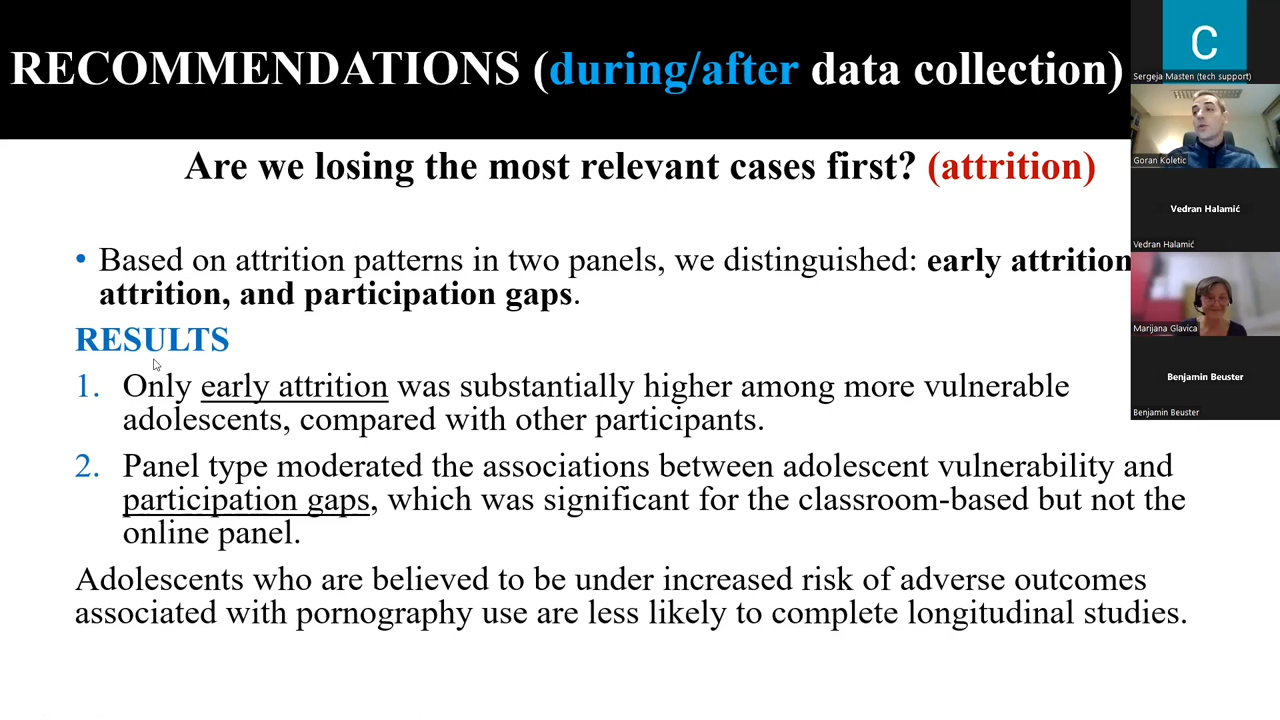 RECOMMENDATIONS (during/after data collection)
Are we losing the most relevant cases first? (attrition)
• Based on attrition patterns in two panels, we distinguished: early attrition
attrition, and participation gaps.
RESULTS
1. Only early attrition was substantially higher among more vulnerable
adolescents, compared with other participants.
2. Panel type moderated the associations between adolescent vulnerability and
participation gaps, which was significant for the classroom-based but not the
online panel.
Adolescents who are believed to be under increased risk of adverse outcomes
associated with pornography use are less likely to complete longitudinal studies.
C
Sergeja Masten (tech support)
Goran Koletic
Vedran Halamić
Vedran Halamić
Marijana Glavica
Benjamin Beuster
Benjamin Beuster